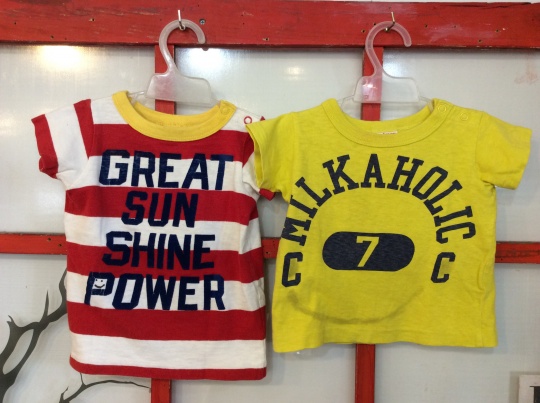 GREAT
SUN
SHINE
POWER
MILKAHOLIC
C 7 C